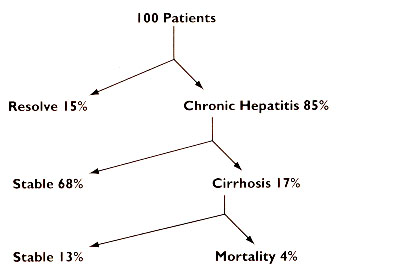 100 Patients
Resolve 15%
Chronic Hepatitis 85%
Stable 68%
Cirrhosis 17%
Stable 13%
Mortality 4%